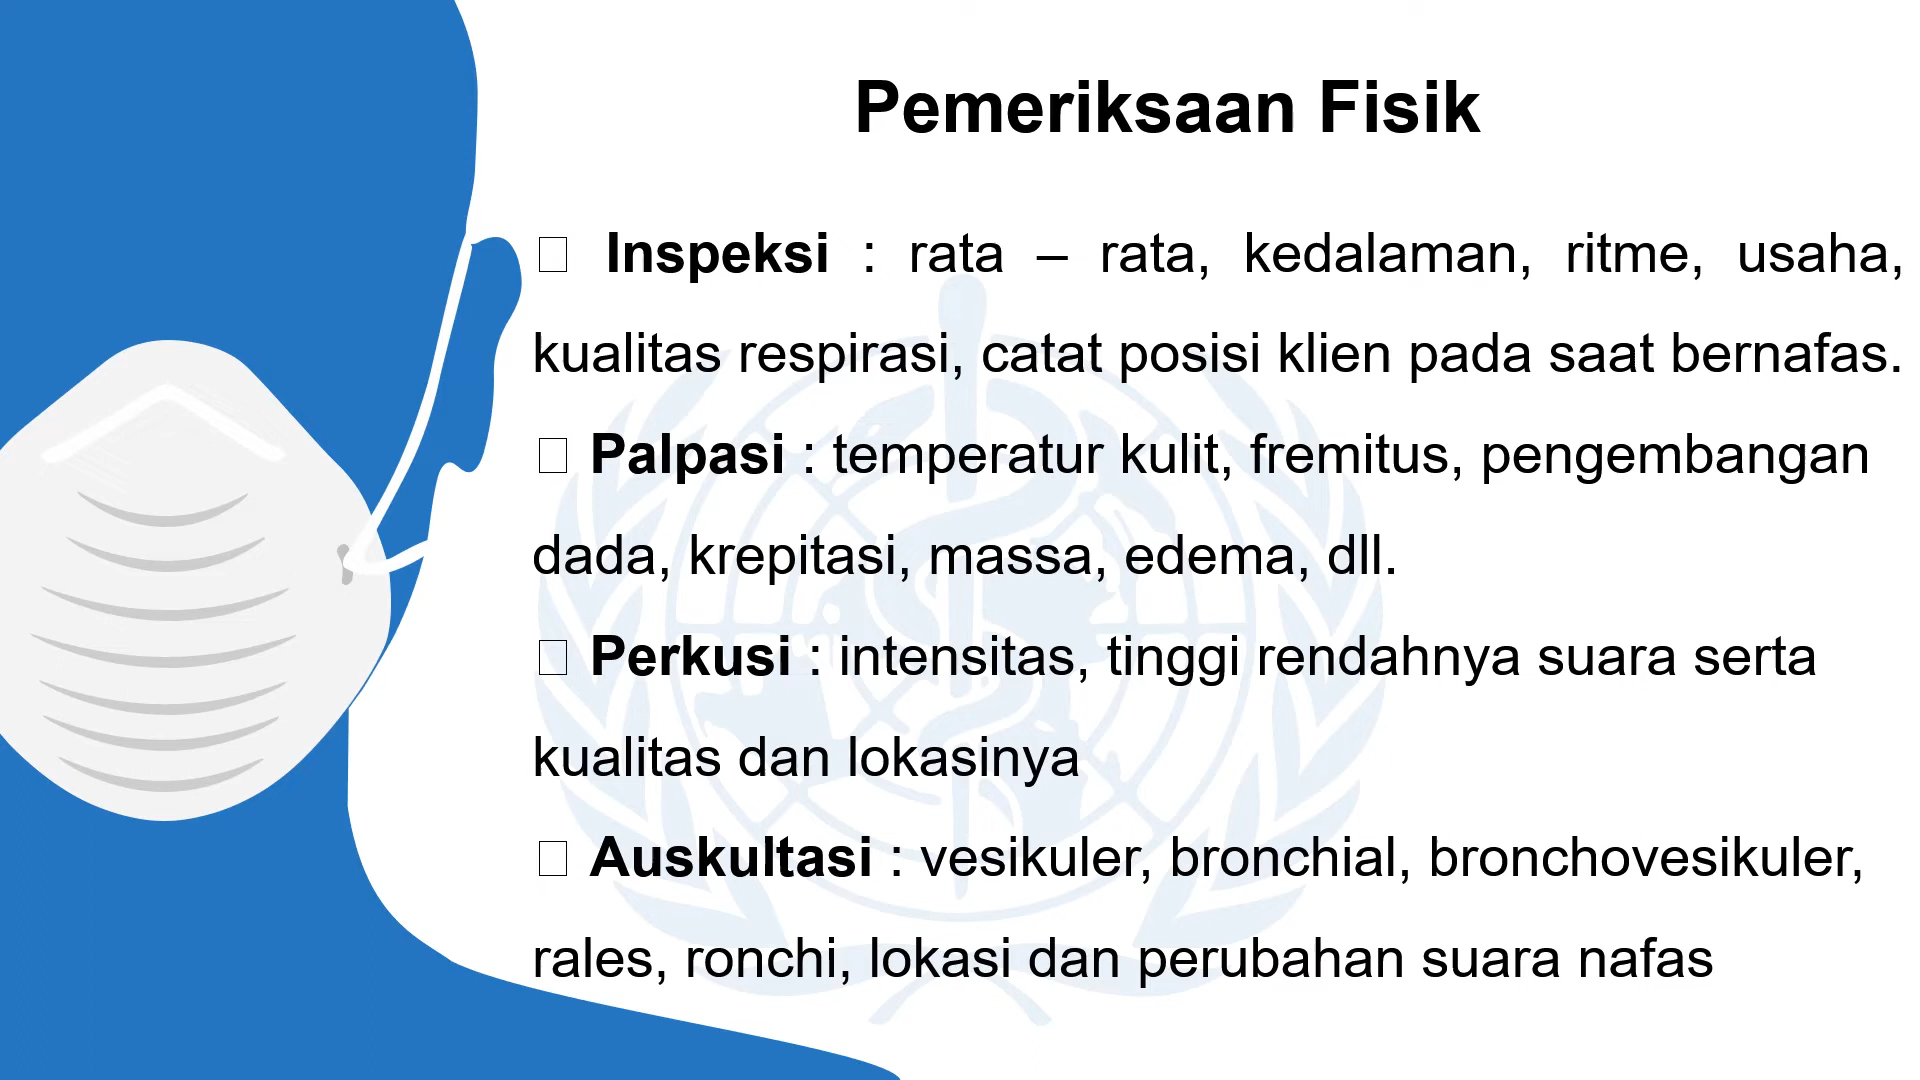 Pemeriksaan Fisik
□ Inspeksi : rata – rata, kedalaman, ritme, usaha,
kualitas respirasi, catat posisi klien pada saat bernafas.
□ Palpasi : temperatur kulit, fremitus, pengembangan
dada, krepitasi, massa, edema, dll.
□ Perkusi : intensitas, tinggi rendahnya suara serta
kualitas dan lokasinya
□ Auskultasi : vesikuler, bronchial, bronchovesikuler,
rales, ronchi, lokasi dan perubahan suara nafas